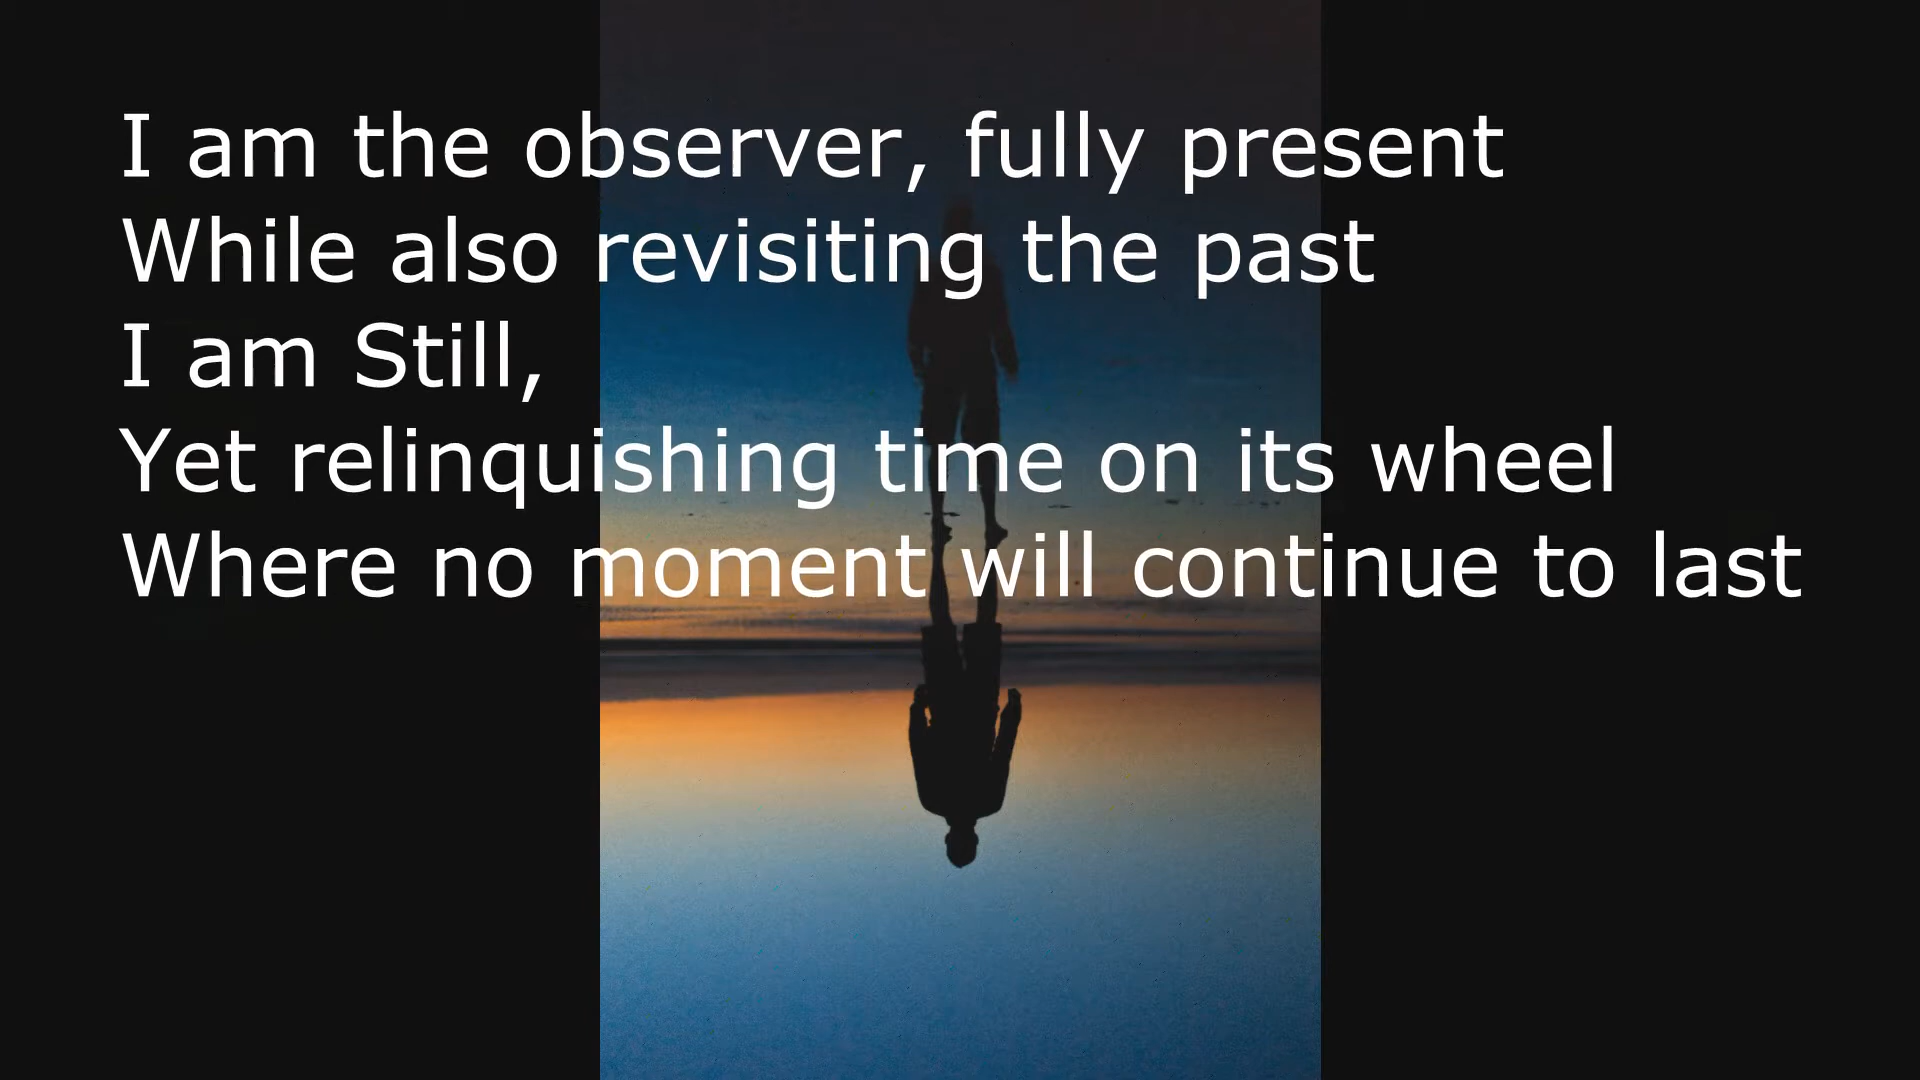 I am the observer, fully present
While also revisiting the past
I am Still,
Yet relinquishing time on its wheel
Where no moment will continue to last